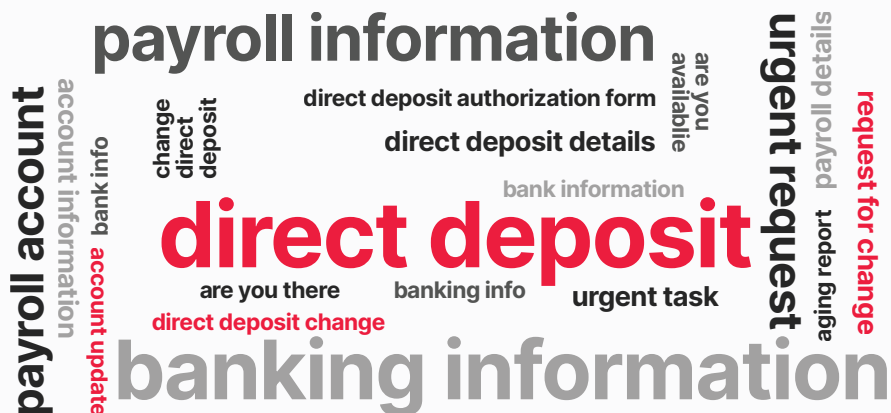 payroll information
direct deposit authorization form
direct deposit details
are you
availablie
urgent request
payroll details
request for change
payroll account
account information
bank info
change
direct
deposit
bank information
direct deposit
are you there
banking info
urgent task
direct deposit change
account update
aging report
banking information